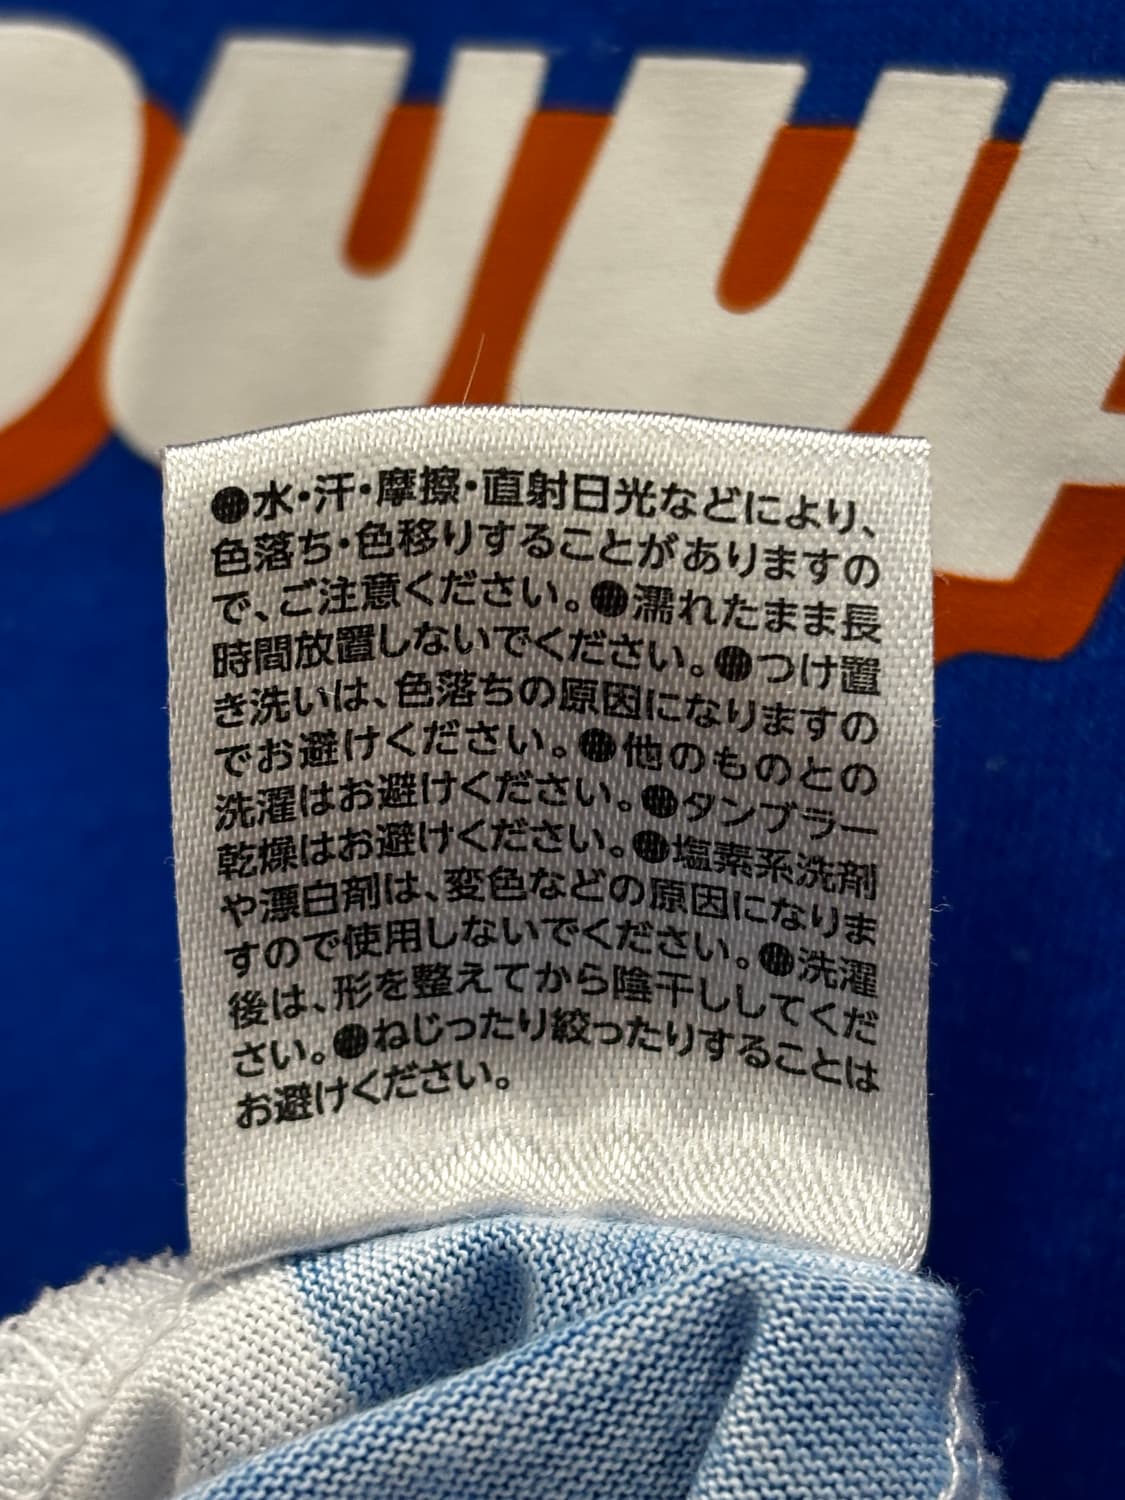 ●水・汗・摩擦・直射日光などにより、
色落ち・色移りすることがありますの
で、ご注意ください。●濡れたまま長
時間放置しないでください。●つけ置
き洗いは、色落ちの原因になりますの
でお避けください。●他のものとの
洗濯はお避けください。●タンブラー
乾燥はお避けください。●塩素系洗剤
や漂白剤は、変色などの原因になりま
すので使用しないでください。●洗濯
後は、形を整えてから陰干ししてくだ
さい。●ねじったり絞ったりすることは
お避けください。